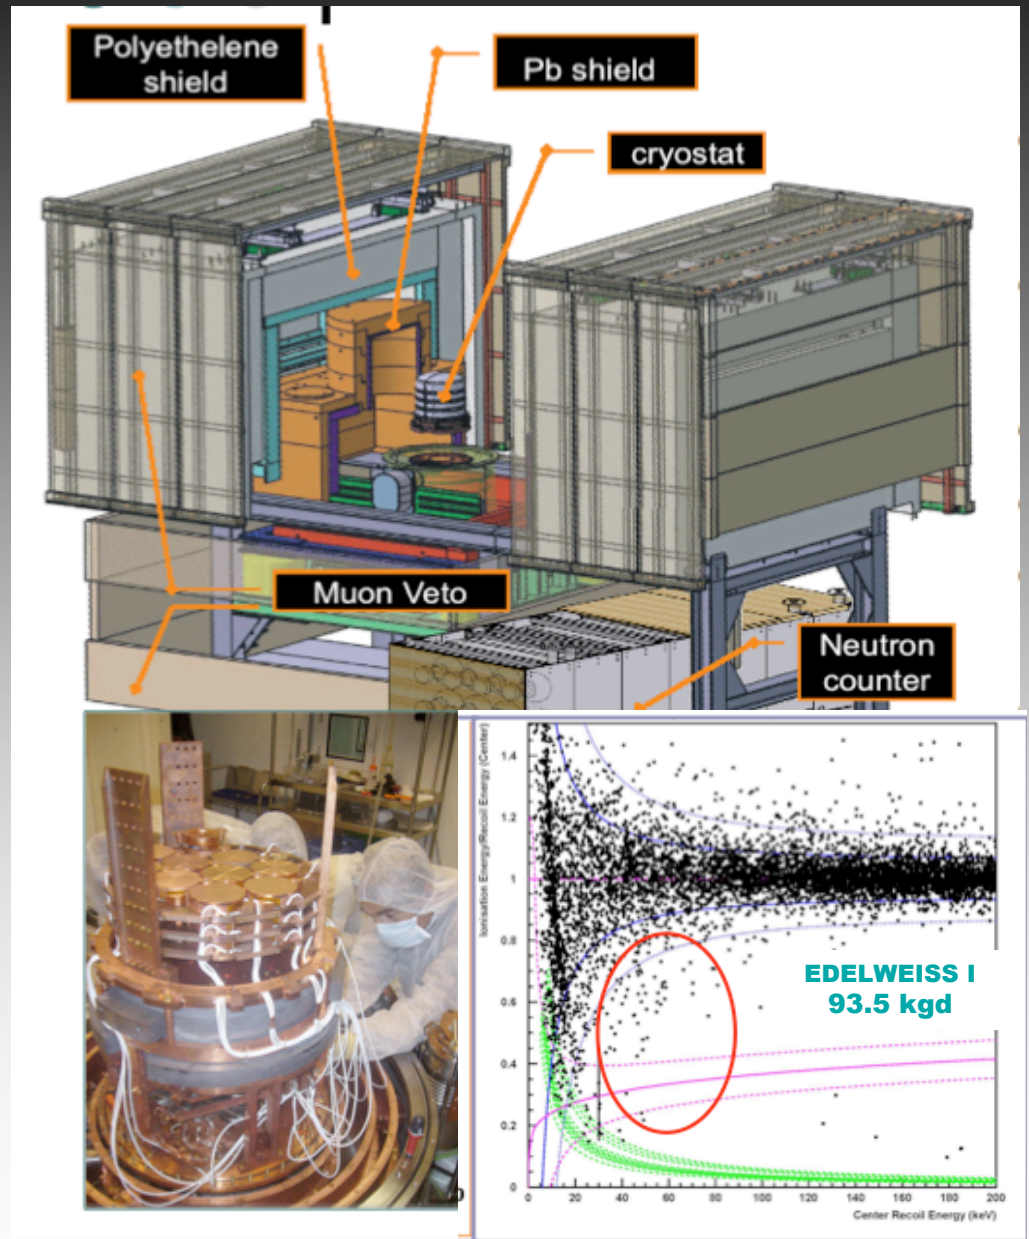 Polyethelene
shield
Pb shield
cryostat
Muon Veto
Neutron
counter
Ionisation Energy/Recoil Energy (Center)
1.4
1.2
1
0.8
0.6
0.4
0.2
0
EDELWEISS I
93.5 kgd
0 20 40 60 80 100 120 140 160 180 200
Center Recoil Energy (keV)